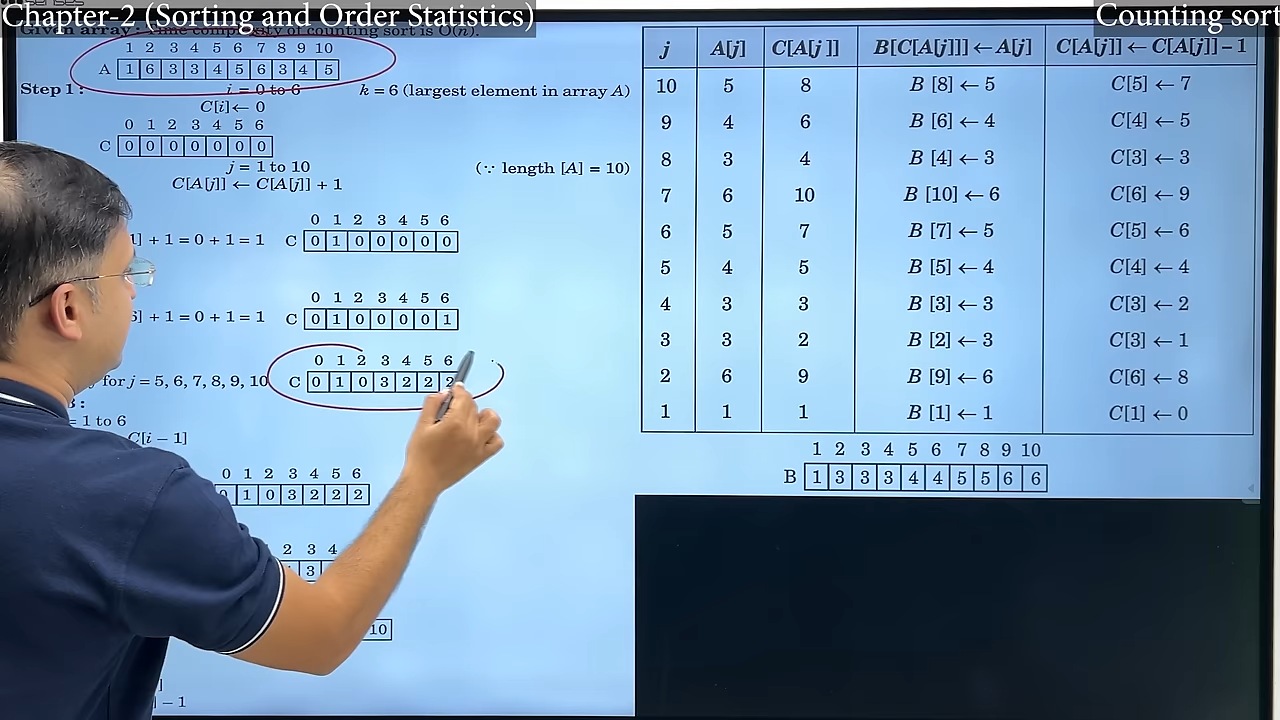 Chapter-2 (Sorting and Order Statistics)
Counting sort
Given array : Time complexity of counting sort is O(n).
1 2 3 4 5 6 7 8 9 10
A 1 6 3 3 4 5 6 3 4 5
Step 1 : i = 0 to 6 k = 6 (largest element in array A)
C[i] ← 0
0 1 2 3 4 5 6
C 0 0 0 0 0 0 0
j = 1 to 10 (∵ length [A] = 10)
C[A[j]] ← C[A[j]] + 1
0 1 2 3 4 5 6
1] + 1 = 0 + 1 = 1 C 0 1 0 0 0 0 0
0 1 2 3 4 5 6
6] + 1 = 0 + 1 = 1 C 0 1 0 0 0 0 1
0 1 2 3 4 5 6
for j = 5, 6, 7, 8, 9, 10 C 0 1 0 3 2 2 2
= 1 to 6
C[i − 1]
0 1 2 3 4 5 6
1 0 3 2 2 2
2 3 4
3
10
]
] − 1
j A[j] C[A[j]] B[C[A[j]]] ← A[j] C[A[j]] ← C[A[j]] − 1
10 5 8 B [8] ← 5 C[5] ← 7
9 4 6 B [6] ← 4 C[4] ← 5
8 3 4 B [4] ← 3 C[3] ← 3
7 6 10 B [10] ← 6 C[6] ← 9
6 5 7 B [7] ← 5 C[5] ← 6
5 4 5 B [5] ← 4 C[4] ← 4
4 3 3 B [3] ← 3 C[3] ← 2
3 3 2 B [2] ← 3 C[3] ← 1
2 6 9 B [9] ← 6 C[6] ← 8
1 1 1 B [1] ← 1 C[1] ← 0
1 2 3 4 5 6 7 8 9 10
B 1 3 3 3 4 4 5 5 6 6